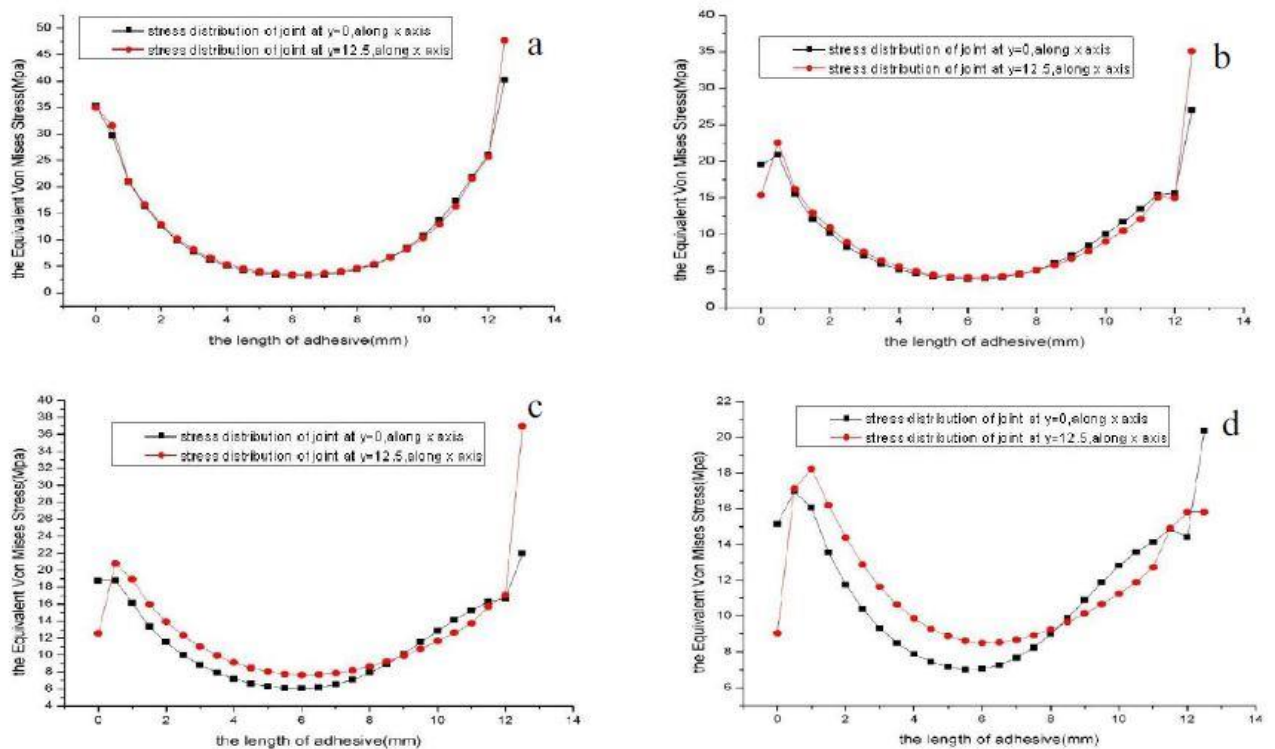 a
stress distribution of joint at y=0,along x axis
stress distribution of joint at y=12.5,along x axis
the Equivalent Von Mises Stress(Mpa)
50
45
40
35
30
25
20
15
10
5
0
0 2 4 6 8 10 12 14
the length of adhesive(mm)
b
stress distribution of joint at y=0,along x axis
stress distribution of joint at y=12.5,along x axis
the Equivalent Von Mises Stress(Mpa)
40
35
30
25
20
15
10
5
0
0 2 4 6 8 10 12 14
the length of adhesive(mm)
c
stress distribution of joint at y=0,along x axis
stress distribution of joint at y=12.5,along x axis
the Equivalent Von Mises Stress(Mpa)
40
38
36
34
32
30
28
26
24
22
20
18
16
14
12
10
8
6
4
0 2 4 6 8 10 12 14
the length of adhesive(mm)
d
stress distribution of joint at y=0,along x axis
stress distribution of joint at y=12.5,along x axis
the Equivalent Von Mises Stress(Mpa)
22
20
18
16
14
12
10
8
6
0 2 4 6 8 10 12 14
the length of adhesive(mm)